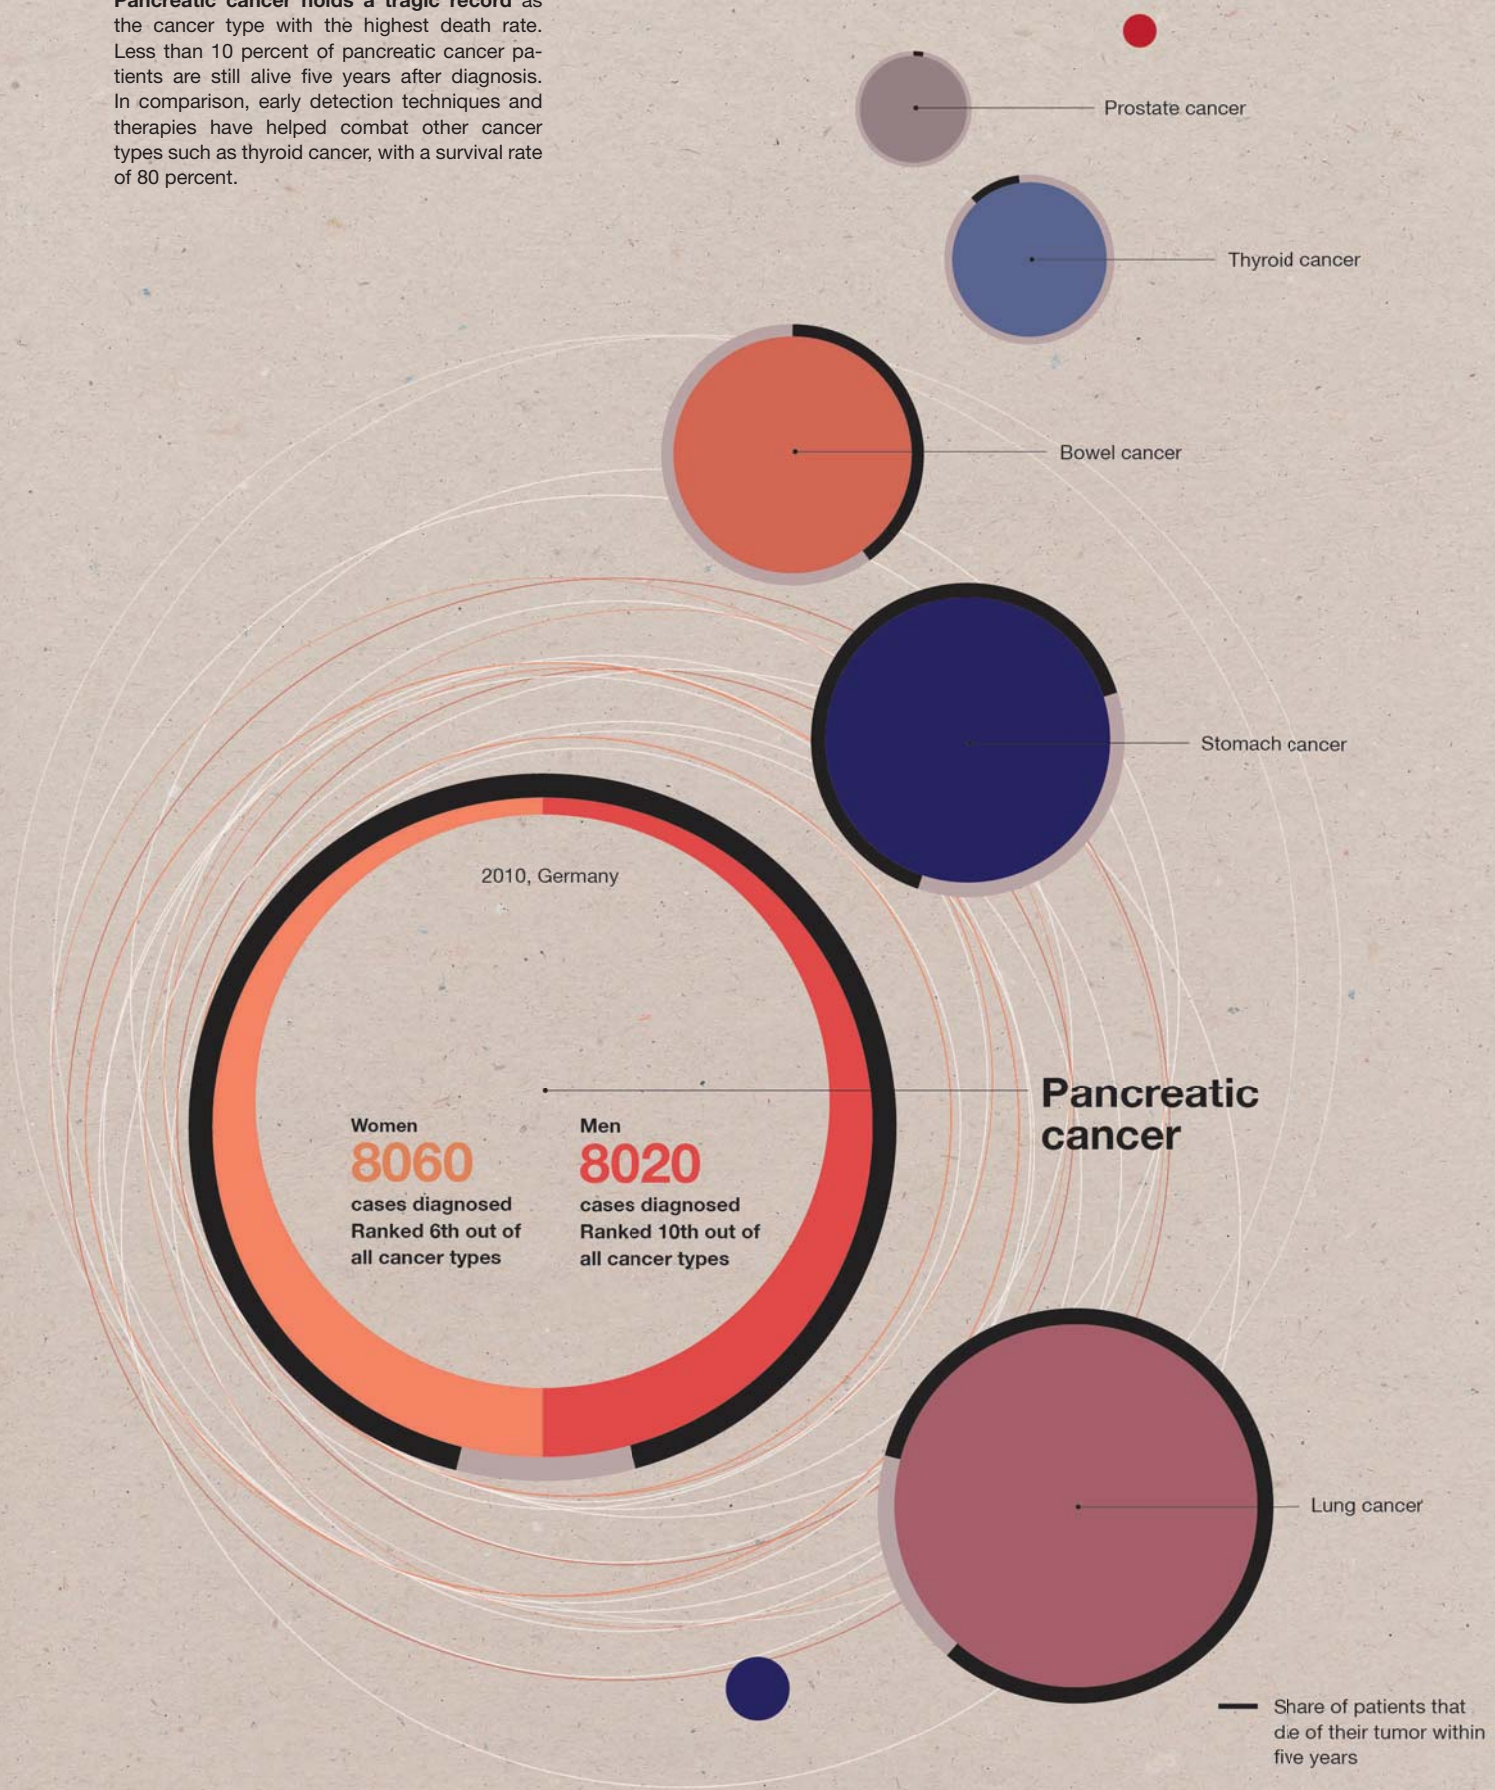 Pancreatic cancer holds a tragic record as
the cancer type with the highest death rate.
Less than 10 percent of pancreatic cancer pa-
tients are still alive five years after diagnosis.
In comparison, early detection techniques and
therapies have helped combat other cancer
types such as thyroid cancer, with a survival rate
of 80 percent.
Prostate cancer
Thyroid cancer
Bowel cancer
Stomach cancer
2010, Germany
Pancreatic
cancer
Women
8060
cases diagnosed
Ranked 6th out of
all cancer types
Men
8020
cases diagnosed
Ranked 10th out of
all cancer types
Lung cancer
Share of patients that
die of their tumor within
five years